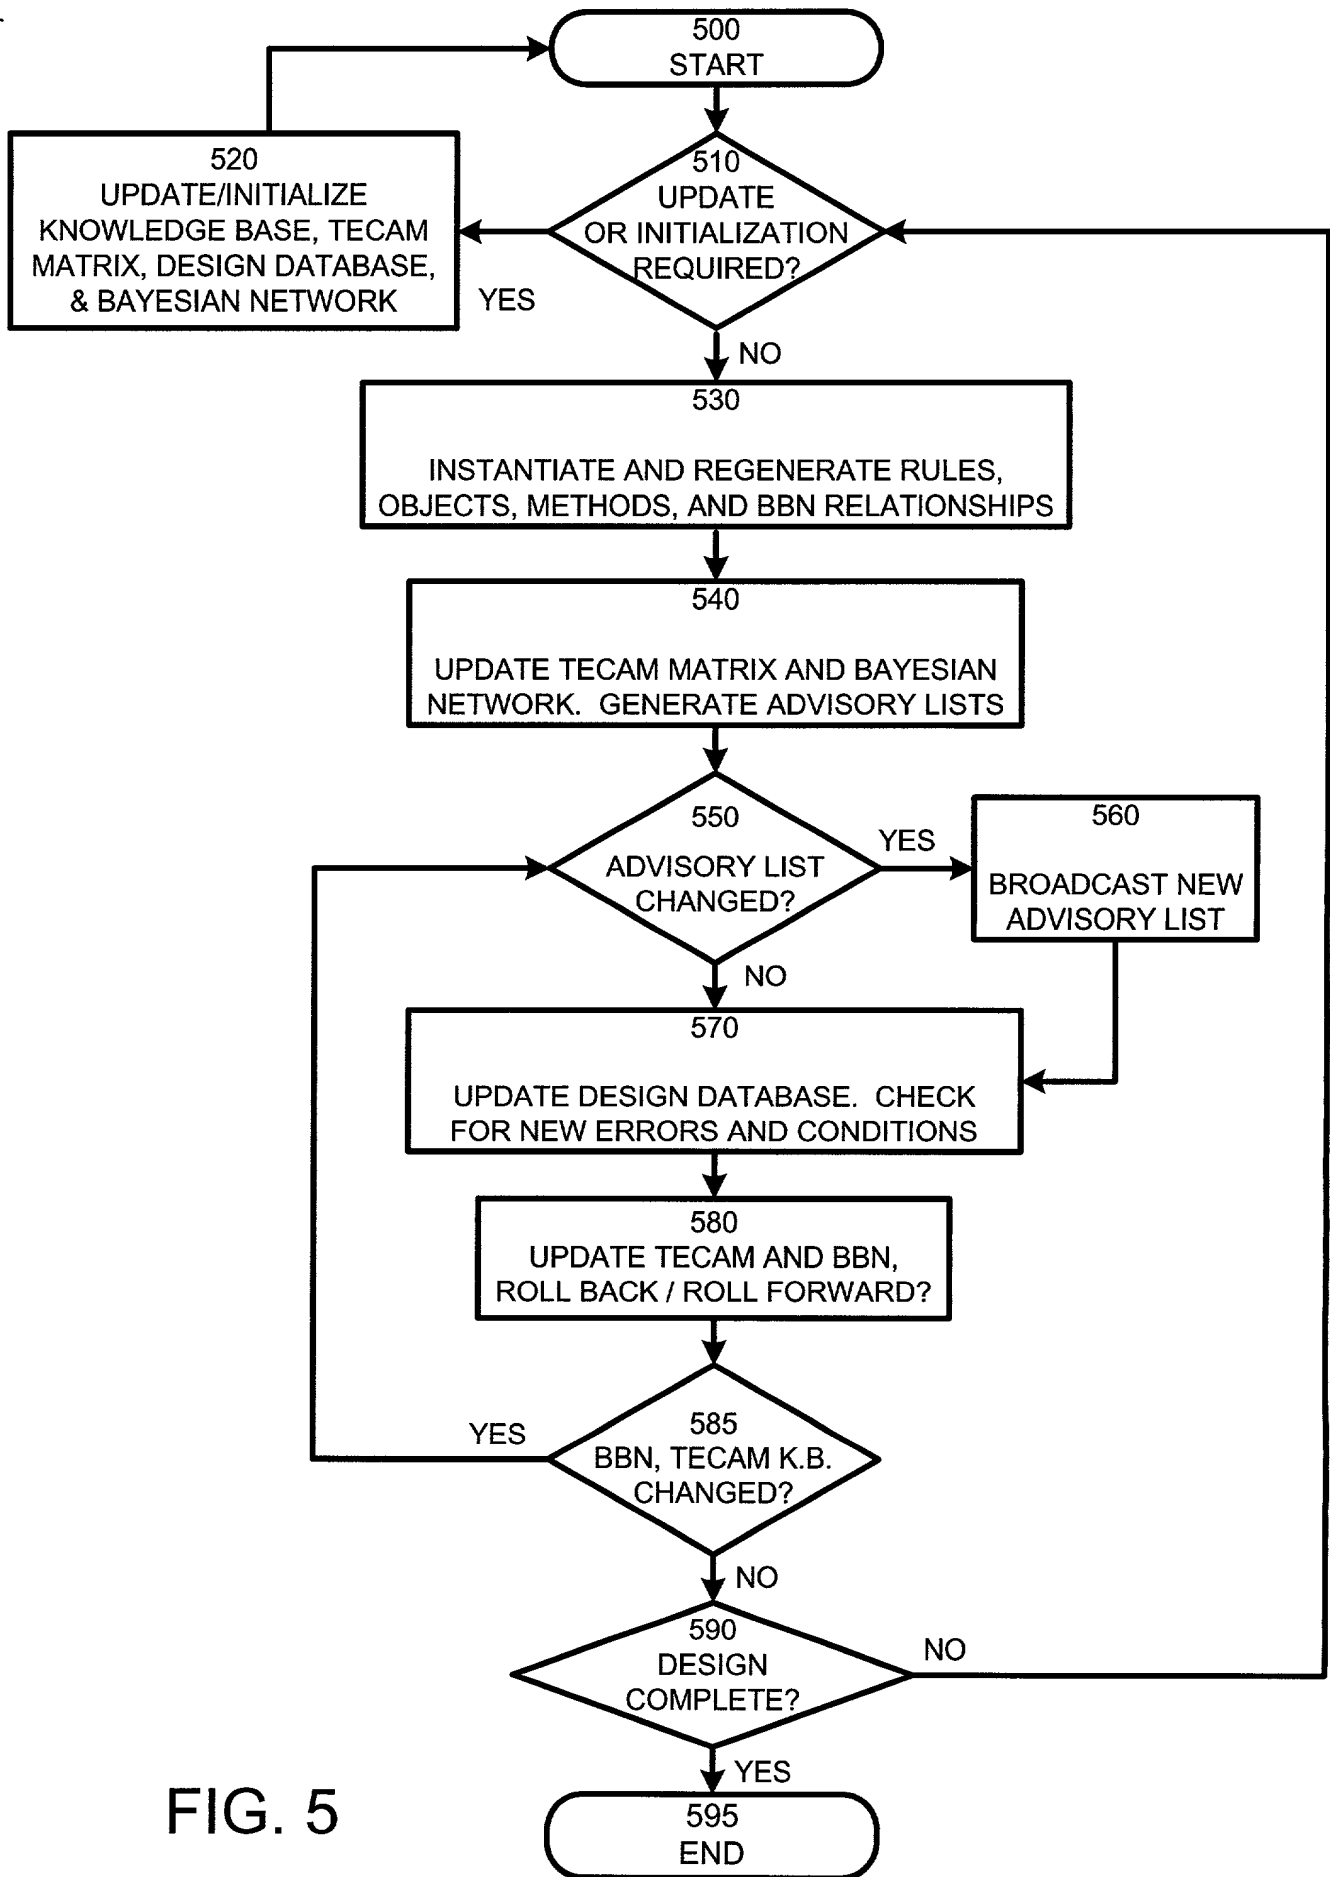 500
START
510
UPDATE
OR INITIALIZATION
REQUIRED?
520
UPDATE/INITIALIZE
KNOWLEDGE BASE, TECAM
MATRIX, DESIGN DATABASE,
& BAYESIAN NETWORK
YES
NO
530
INSTANTIATE AND REGENERATE RULES,
OBJECTS, METHODS, AND BBN RELATIONSHIPS
540
UPDATE TECAM MATRIX AND BAYESIAN
NETWORK. GENERATE ADVISORY LISTS
550
ADVISORY LIST
CHANGED?
YES
560
BROADCAST NEW
ADVISORY LIST
NO
570
UPDATE DESIGN DATABASE. CHECK
FOR NEW ERRORS AND CONDITIONS
580
UPDATE TECAM AND BBN,
ROLL BACK / ROLL FORWARD?
585
BBN, TECAM K.B.
CHANGED?
YES
NO
590
DESIGN
COMPLETE?
NO
YES
595
END
FIG. 5